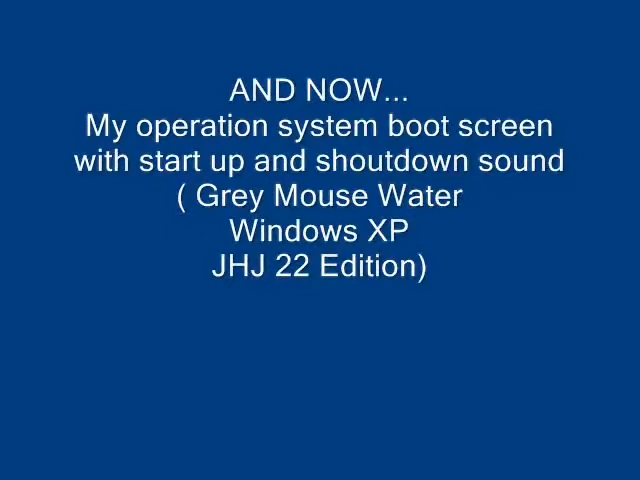 AND NOW...
My operation system boot screen
with start up and shoutdown sound
( Grey Mouse Water
Windows XP
JHJ 22 Edition)